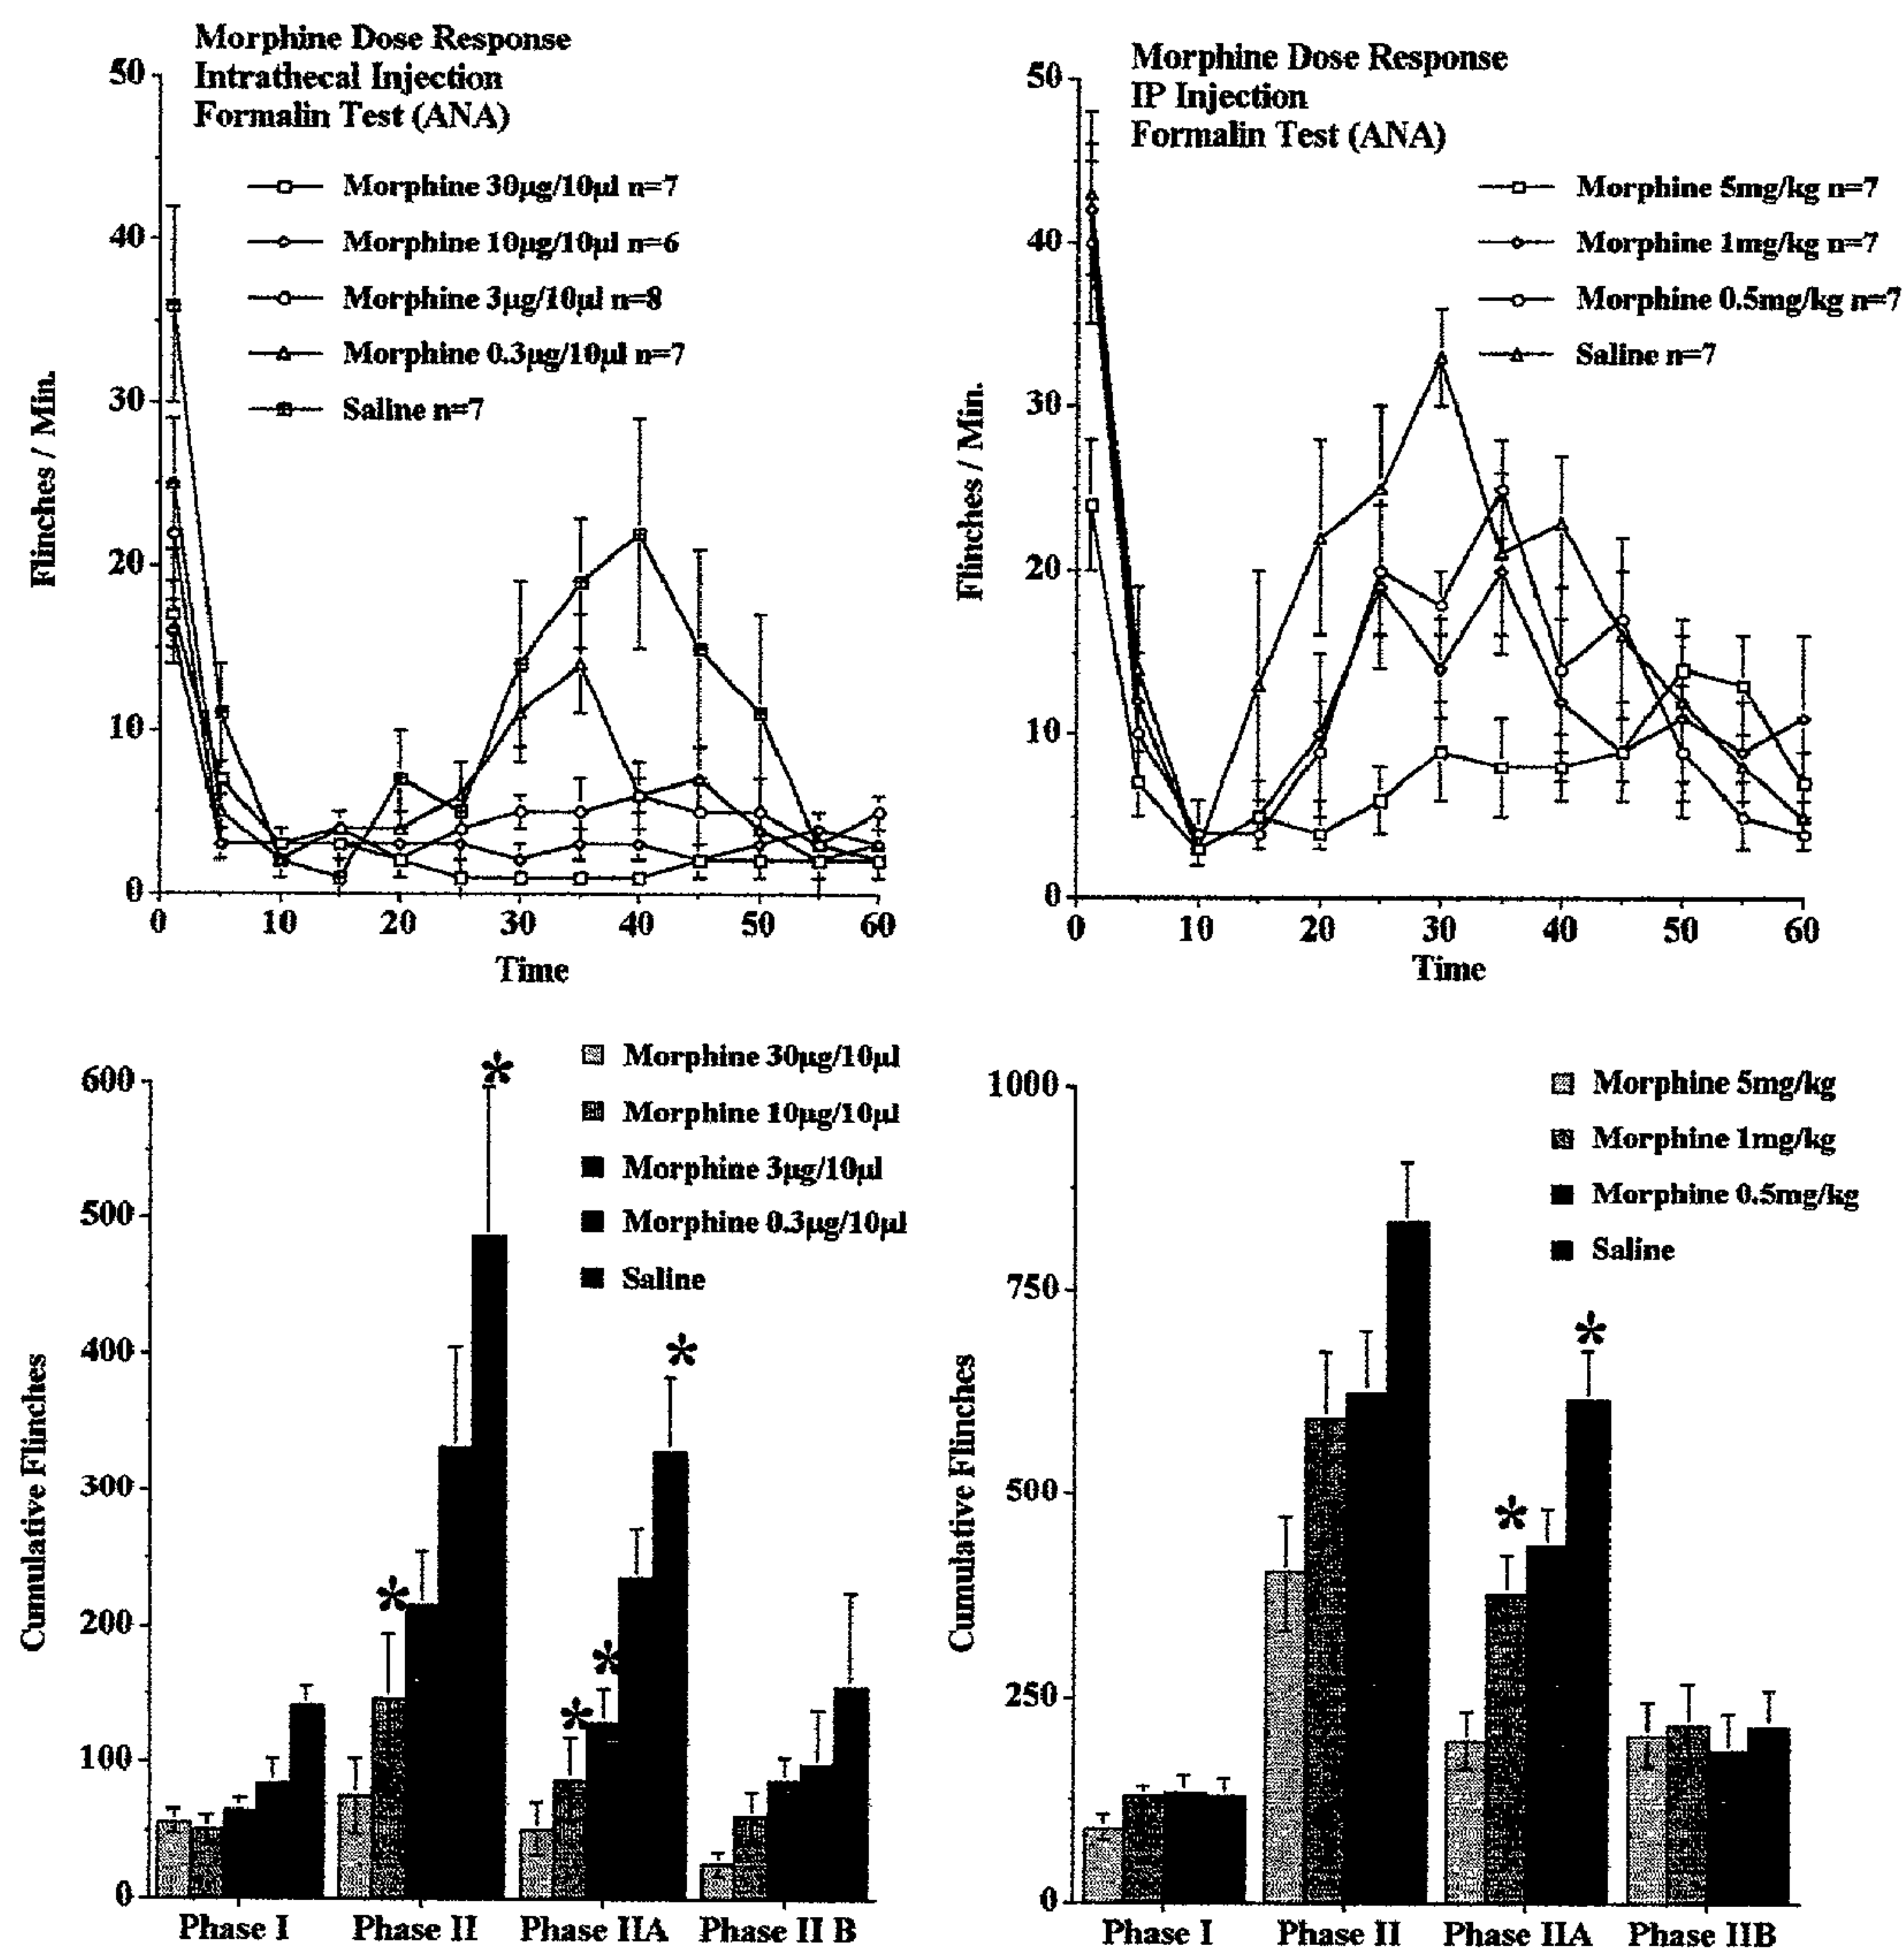 Morphine Dose Response
Intrathecal Injection
Formalin Test (ANA)
Morphine 30µg/10µl n=7
Morphine 10µg/10µl n=6
Morphine 3µg/10µl n=8
Morphine 0.3µg/10µl n=7
Saline n=7
Flinches / Min.
50
40
30
20
10
0
0 10 20 30 40 50 60
Time
Morphine Dose Response
IP Injection
Formalin Test (ANA)
Morphine 5mg/kg n=7
Morphine 1mg/kg n=7
Morphine 0.5mg/kg n=7
Saline n=7
Flinches / Min.
50
40
30
20
10
0
0 10 20 30 40 50 60
Time
Morphine 30µg/10µl
Morphine 10µg/10µl
Morphine 3µg/10µl
Morphine 0.3µg/10µl
Saline
Cumulative Flinches
600
500
400
300
200
100
0
* * * * *
Phase I Phase II Phase IIA Phase II B
Morphine 5mg/kg
Morphine 1mg/kg
Morphine 0.5mg/kg
Saline
Cumulative Flinches
1000
750
500
250
0
* *
Phase I Phase II Phase IIA Phase IIB